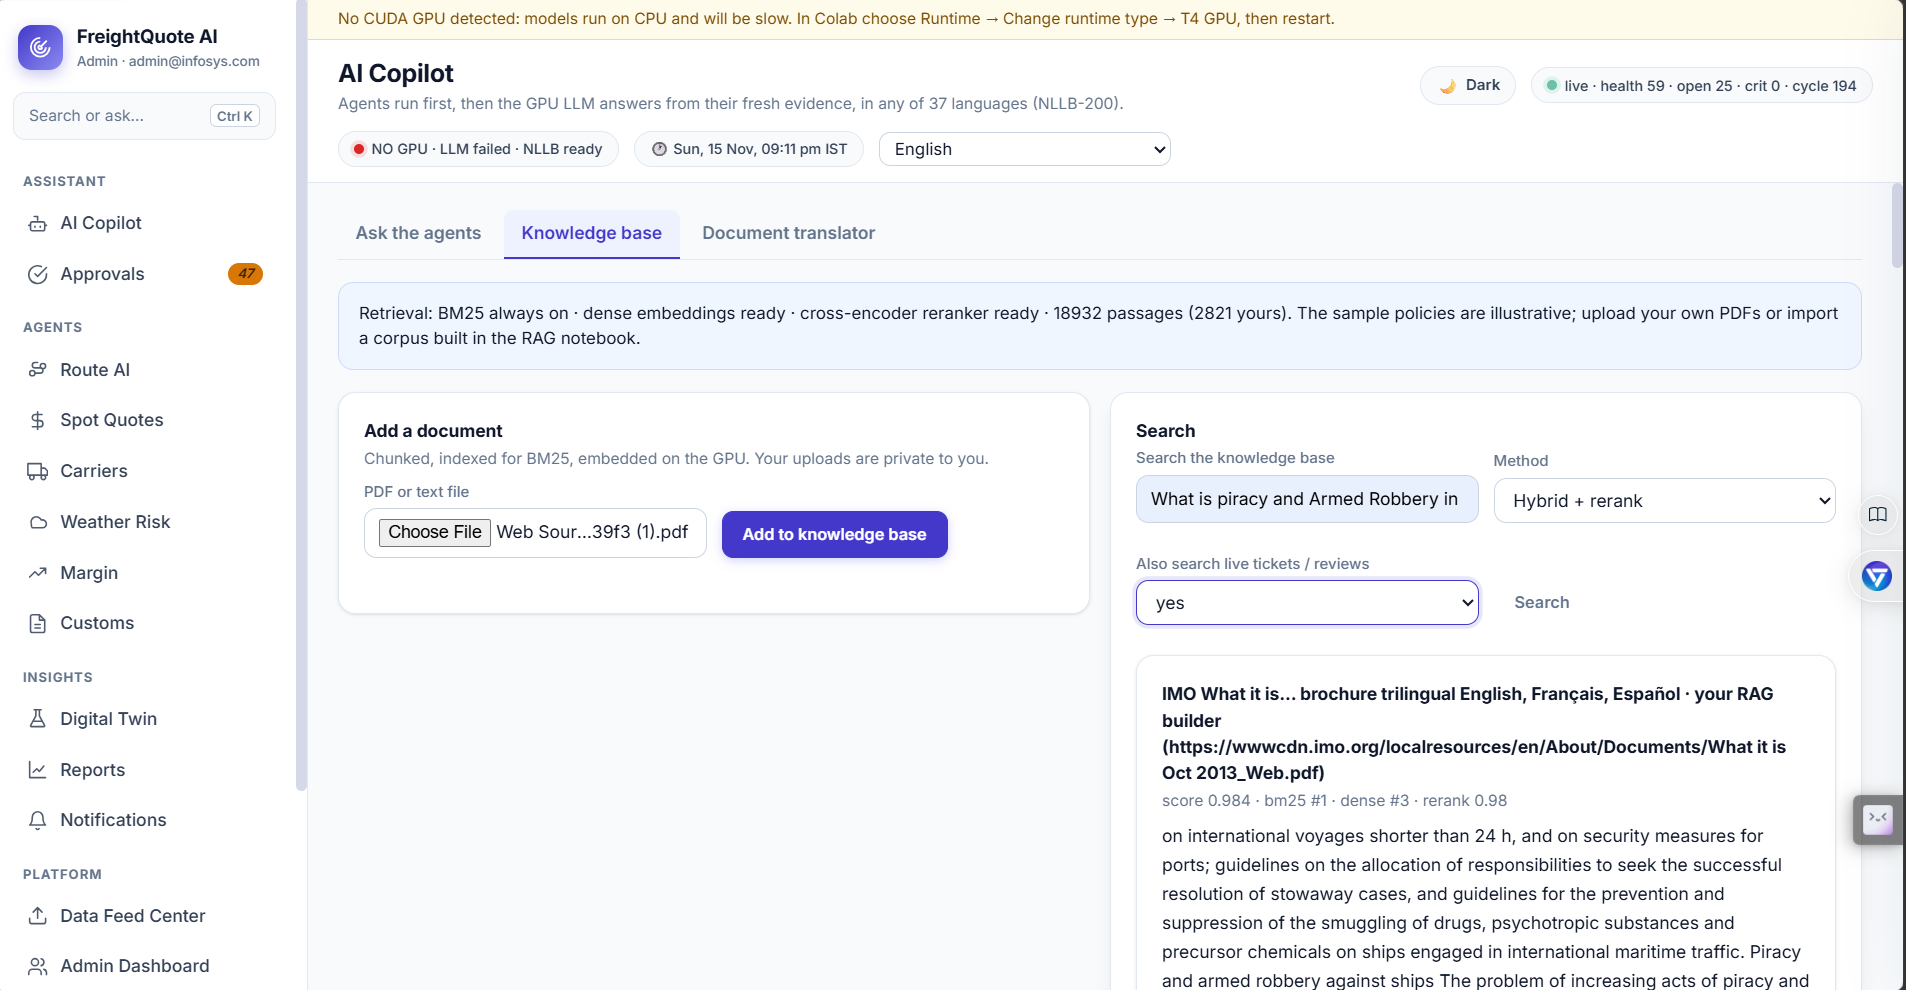 No CUDA GPU detected: models run on CPU and will be slow. In Colab choose Runtime → Change runtime type → T4 GPU, then restart.
FreightQuote AI
Admin · admin@infosys.com
Search or ask...
Ctrl K
ASSISTANT
AI Copilot
Approvals
47
AGENTS
Route AI
Spot Quotes
Carriers
Weather Risk
Margin
Customs
INSIGHTS
Digital Twin
Reports
Notifications
PLATFORM
Data Feed Center
Admin Dashboard
AI Copilot
Agents run first, then the GPU LLM answers from their fresh evidence, in any of 37 languages (NLLB-200).
Dark
live · health 59 · open 25 · crit 0 · cycle 194
NO GPU · LLM failed · NLLB ready
Sun, 15 Nov, 09:11 pm IST
English
Ask the agents
Knowledge base
Document translator
Retrieval: BM25 always on · dense embeddings ready · cross-encoder reranker ready · 18932 passages (2821 yours). The sample policies are illustrative; upload your own PDFs or import
a corpus built in the RAG notebook.
Add a document
Chunked, indexed for BM25, embedded on the GPU. Your uploads are private to you.
PDF or text file
Choose File Web Sour...39f3 (1).pdf
Add to knowledge base
Search
Search the knowledge base
What is piracy and Armed Robbery in
Method
Hybrid + rerank
Also search live tickets / reviews
yes
Search
IMO What it is... brochure trilingual English, Français, Español · your RAG
builder
(https://wwwcdn.imo.org/localresources/en/About/Documents/What it is
Oct 2013_Web.pdf)
score 0.984 · bm25 #1 · dense #3 · rerank 0.98
on international voyages shorter than 24 h, and on security measures for
ports; guidelines on the allocation of responsibilities to seek the successful
resolution of stowaway cases, and guidelines for the prevention and
suppression of the smuggling of drugs, psychotropic substances and
precursor chemicals on ships engaged in international maritime traffic. Piracy
and armed robbery against ships The problem of increasing acts of piracy and